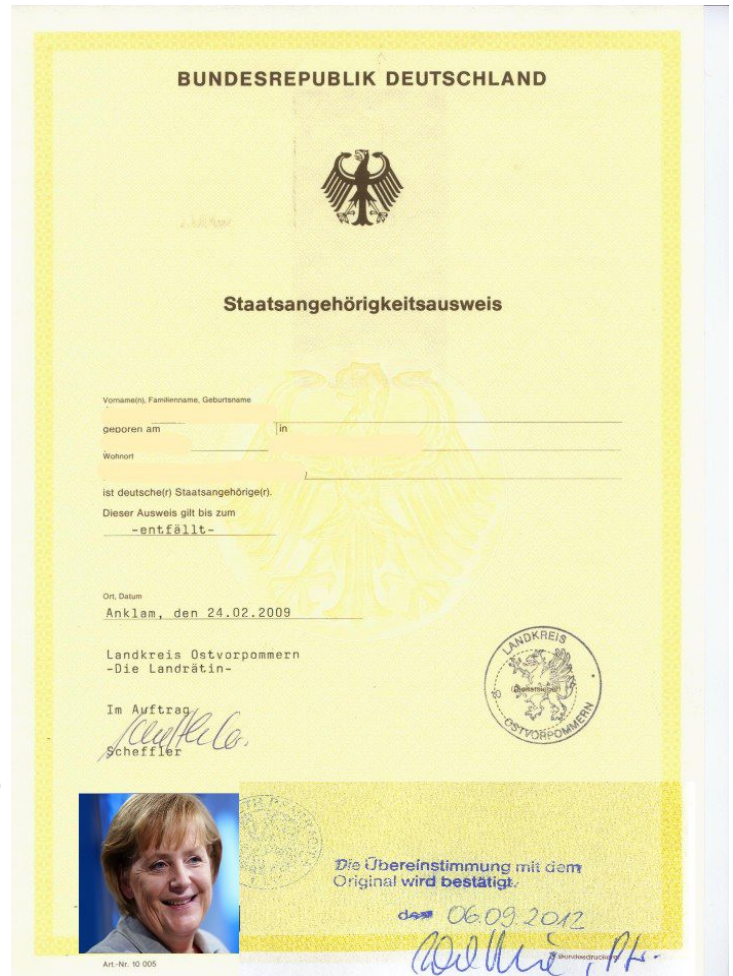 BUNDESREPUBLIK DEUTSCHLAND
Staatsangehörigkeitsausweis
Vorname(n), Familienname, Geburtsname
geboren am in
Wohnort
ist deutsche(r) Staatsangehörige(r).
Dieser Ausweis gilt bis zum
-entfällt-
Ort, Datum
Anklam, den 24.02.2009
Landkreis Ostvorpommern
-Die Landrätin-
Im Auftrag
Scheffler
LANDKREIS
(Dienstsiegel)
OSTVORPOMMERN
Die Übereinstimmung mit dem
Original wird bestätigt.
den 06.09.2012
Art.-Nr. 10 005
Bundesdruckerei